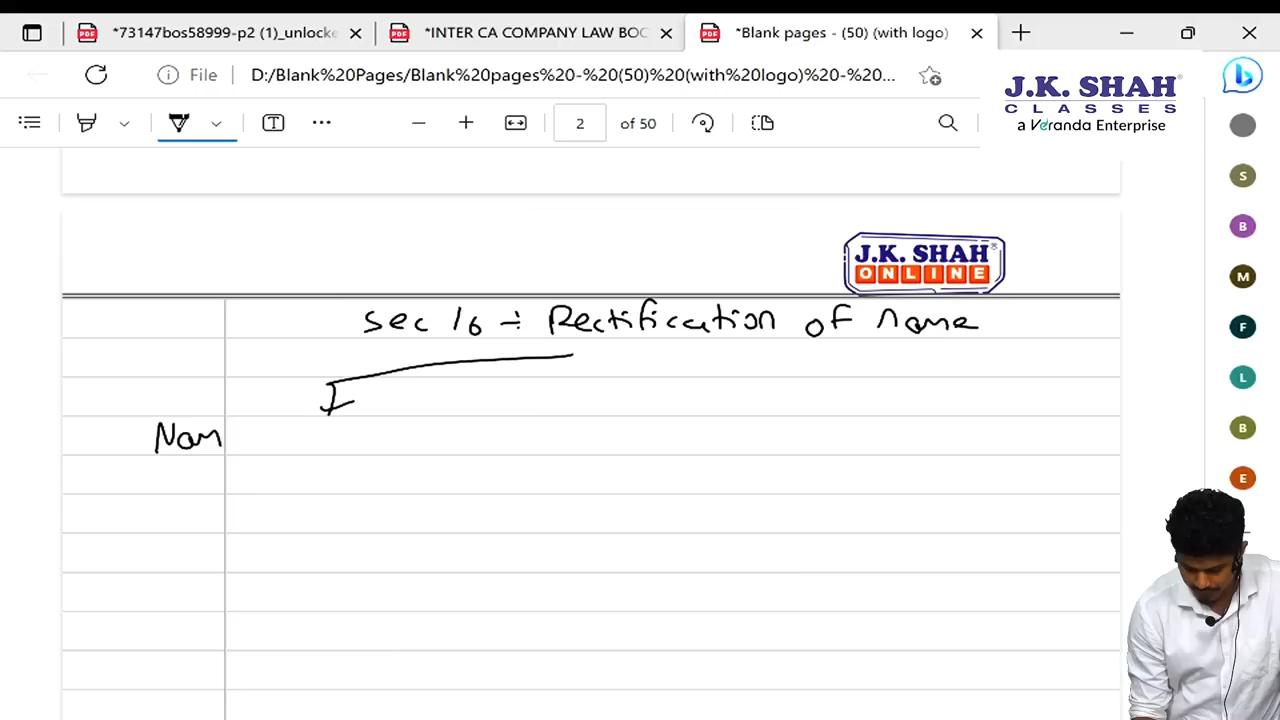 *73147bos58999-p2 (1)_unlocke
*INTER CA COMPANY LAW BOC
*Blank pages - (50) (with logo)
File
D:/Blank%20Pages/Blank%20pages%20-%20(50)%20(with%20logo)%20-%20...
J.K. SHAH
CLASSES
a Veranda Enterprise
2 of 50
J.K. SHAH
ONLINE
sec 16 ÷ Rectification of name
Nam
S
B
M
F
L
B
E